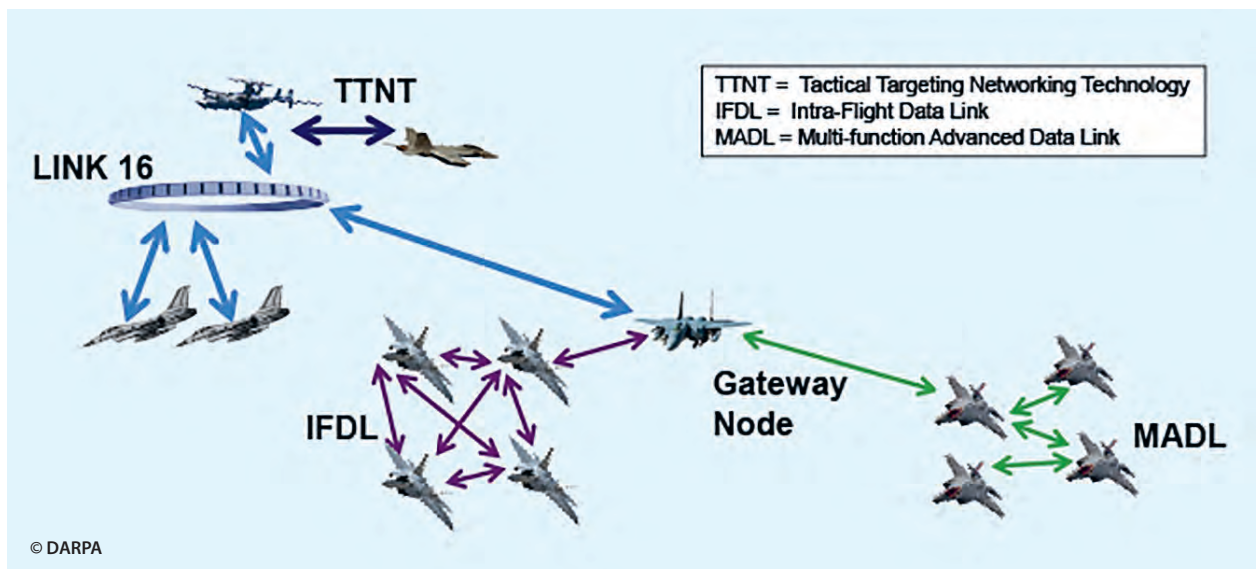 TTNT
TTNT = Tactical Targeting Networking Technology
IFDL = Intra-Flight Data Link
MADL = Multi-function Advanced Data Link
LINK 16
Gateway
Node
IFDL
MADL
© DARPA